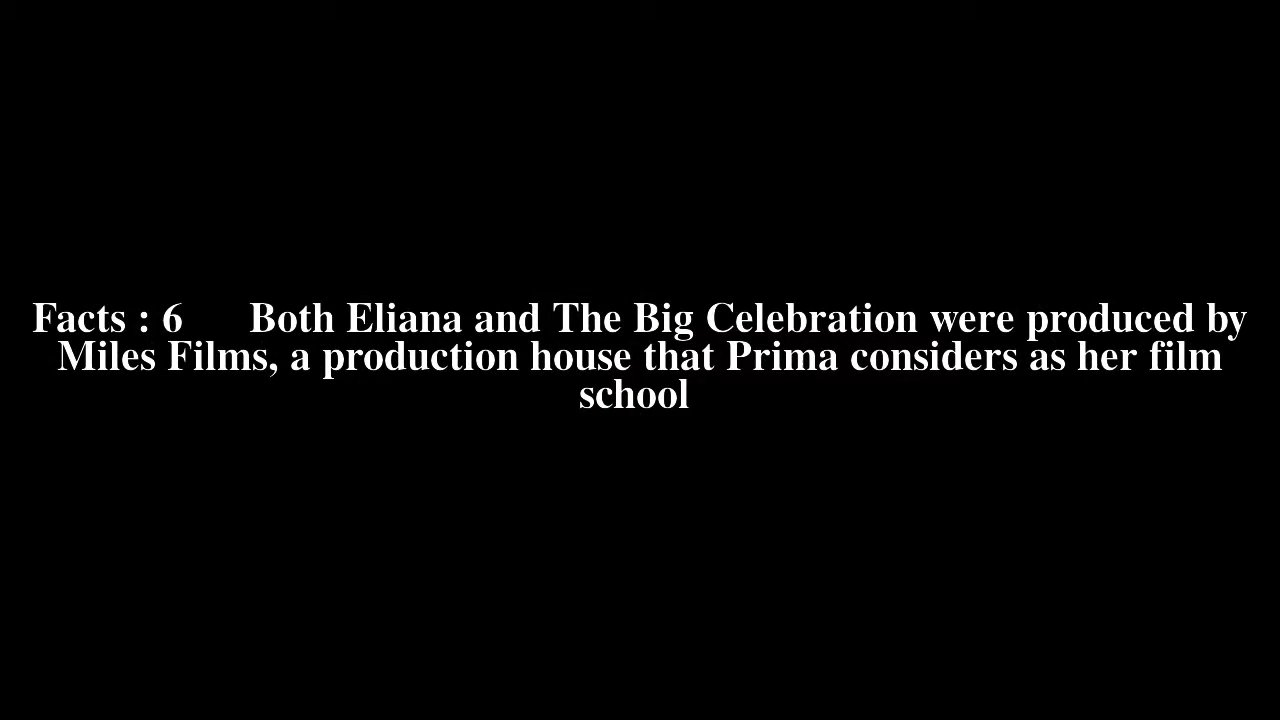 Facts : 6 Both Eliana and The Big Celebration were produced by
Miles Films, a production house that Prima considers as her film
school